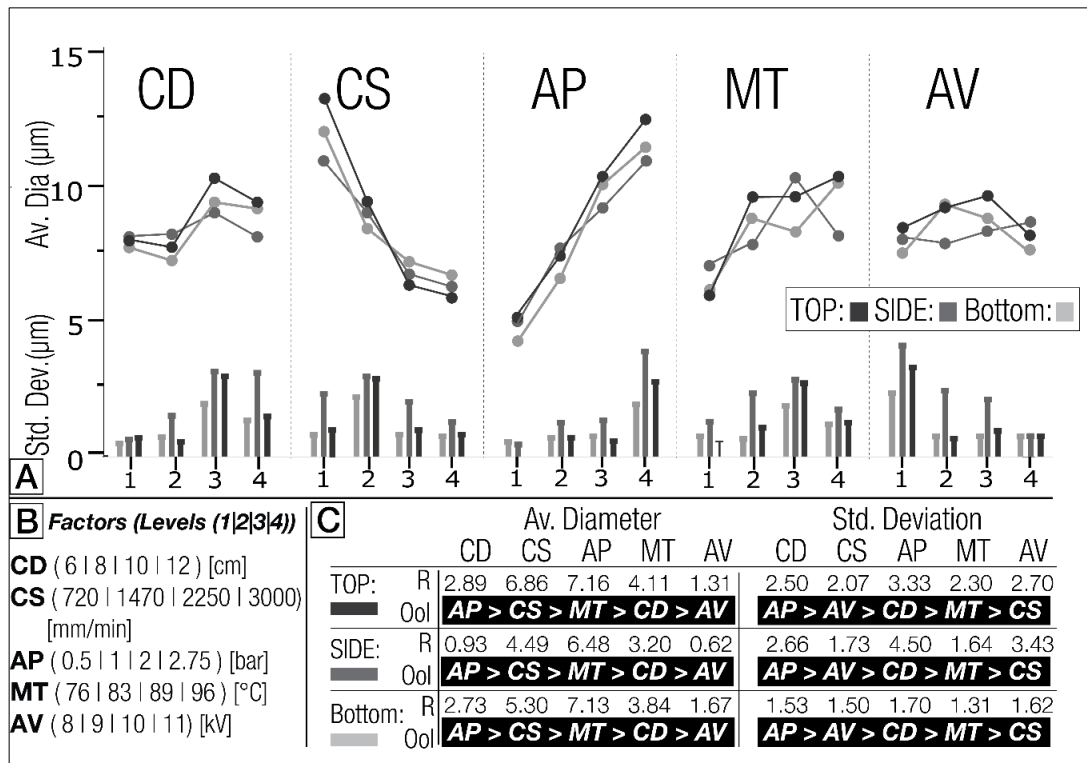 15
10
5
0
Av. Dia (µm)
Std. Dev.(µm)
CD
CS
AP
MT
AV
TOP: SIDE: Bottom:
1 2 3 4 1 2 3 4 1 2 3 4 1 2 3 4 1 2 3 4
A
B Factors (Levels (1|2|3|4))
CD ( 6 | 8 | 10 | 12 ) [cm]
CS (720 | 1470 | 2250 | 3000)
[mm/min]
AP ( 0.5 | 1 | 2 | 2.75 ) [bar]
MT ( 76 | 83 | 89 | 96 ) [°C]
AV ( 8 | 9 | 10 | 11 ) [kV]
C Av. Diameter Std. Deviation
CD CS AP MT AV CD CS AP MT AV
TOP: R 2.89 6.86 7.16 4.11 1.31 2.50 2.07 3.33 2.30 2.70
OoI AP > CS > MT > CD > AV AP > AV > CD > MT > CS
SIDE: R 0.93 4.49 6.48 3.20 0.62 2.66 1.73 4.50 1.64 3.43
OoI AP > CS > MT > CD > AV AP > AV > CD > MT > CS
Bottom: R 2.73 5.30 7.13 3.84 1.67 1.53 1.50 1.70 1.31 1.62
OoI AP > CS > MT > CD > AV AP > AV > CD > MT > CS